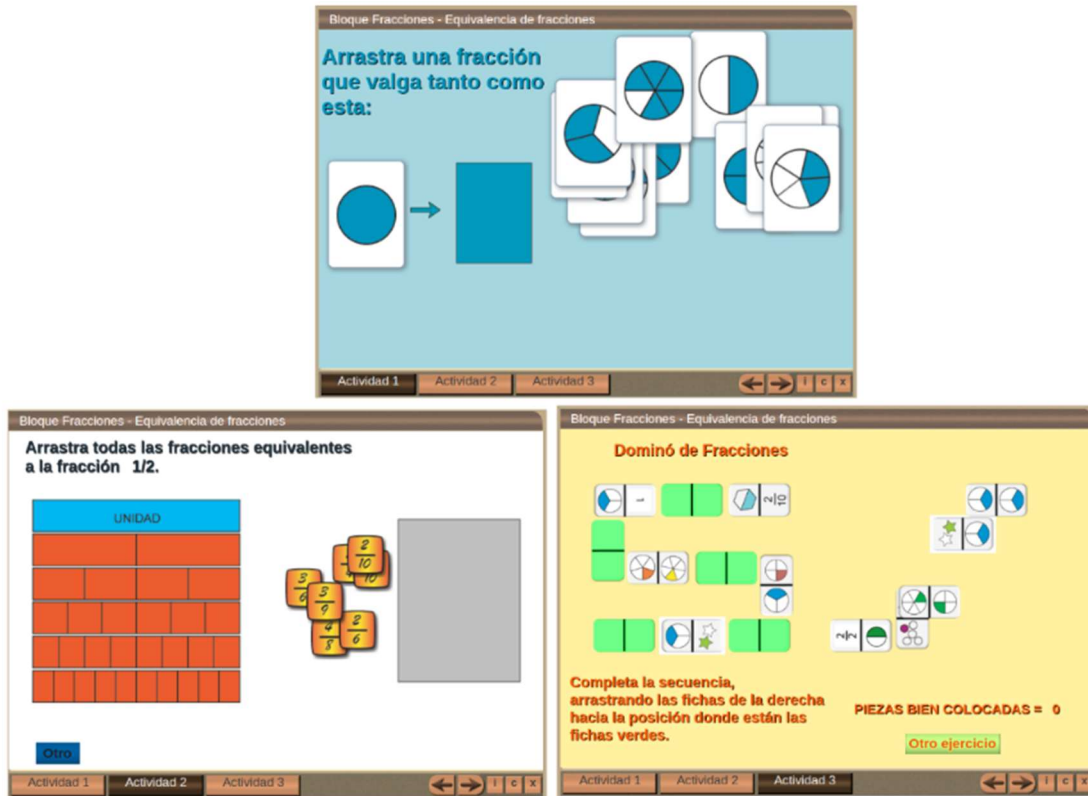 Bloque Fracciones - Equivalencia de fracciones
Arrastra una fracción
que valga tanto como
esta:
Actividad 1
Actividad 2
Actividad 3
i
c
x
Bloque Fracciones - Equivalencia de fracciones
Arrastra todas las fracciones equivalentes
a la fracción 1/2.
UNIDAD
2/10
10
3/6
3/9
4/8
2/6
Otro
Actividad 1
Actividad 2
Actividad 3
i
c
x
Bloque Fracciones - Equivalencia de fracciones
Dominó de Fracciones
1
2/10
2/2
Completa la secuencia,
arrastrando las fichas de la derecha
hacia la posición donde están las
fichas verdes.
PIEZAS BIEN COLOCADAS = 0
Otro ejercicio
Actividad 1
Actividad 2
Actividad 3
i
c
x